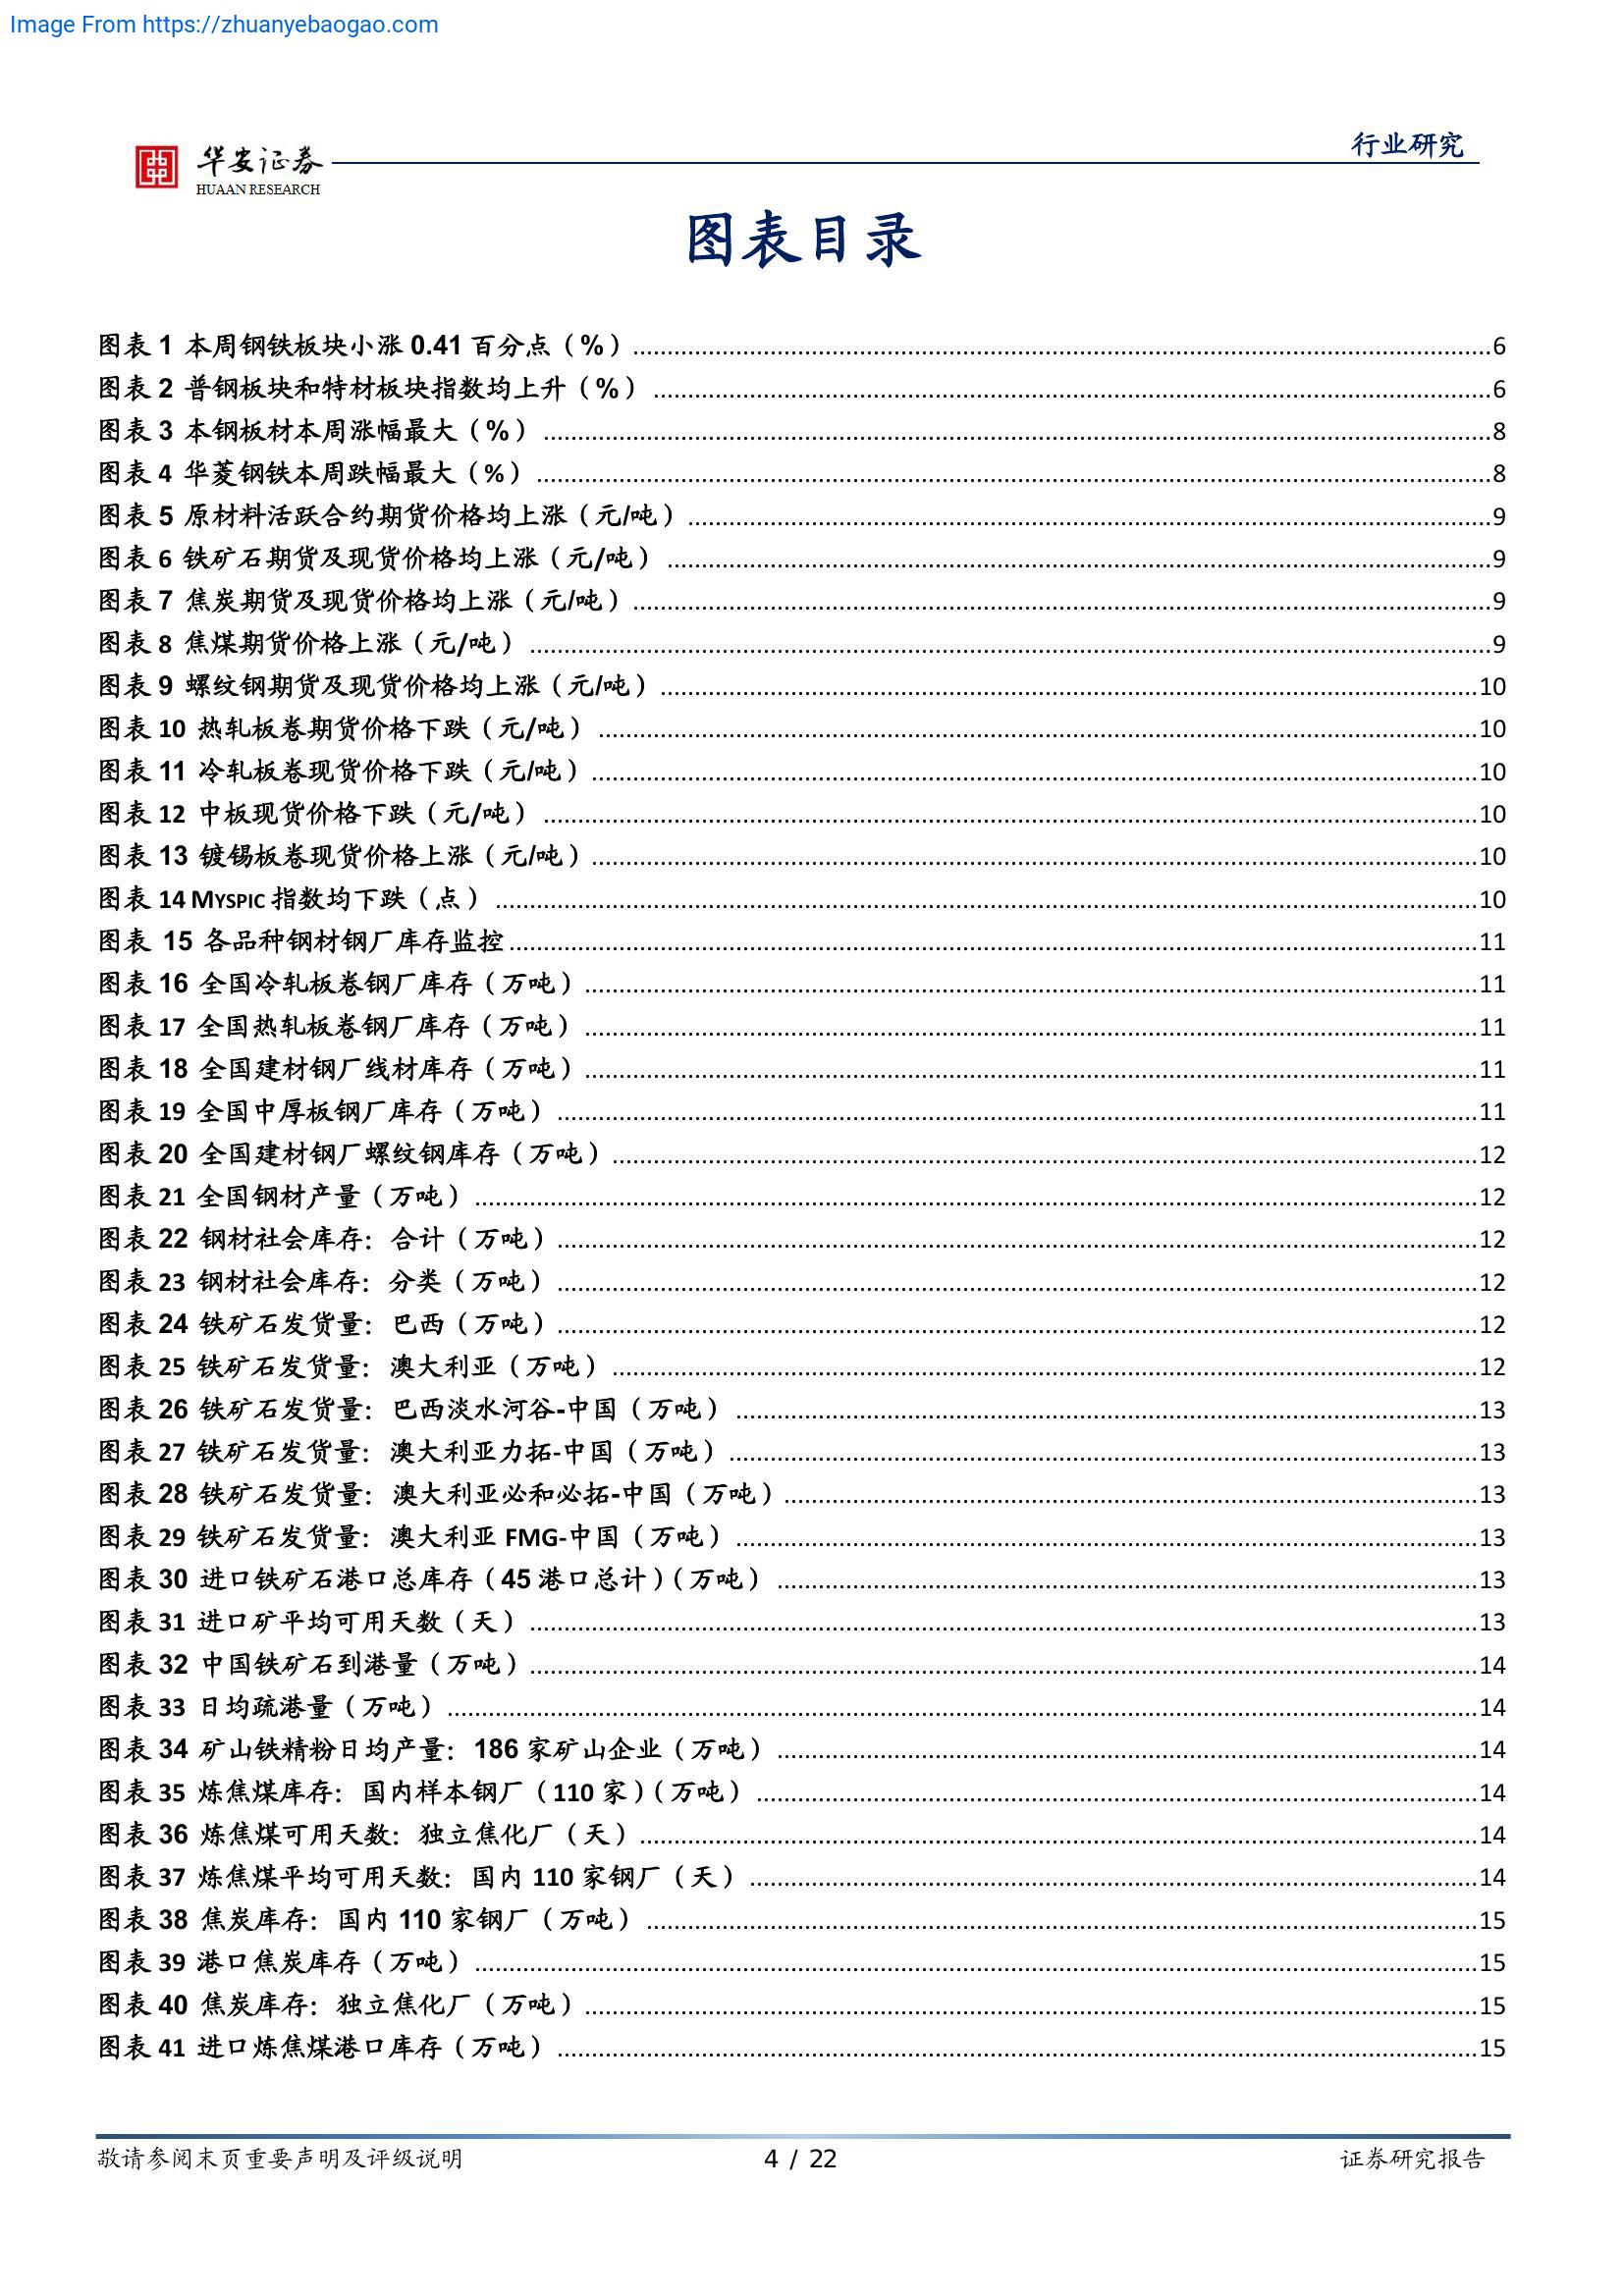 Image From https://zhuanyebaogao.com
行业研究
华安证券
HUAAN RESEARCH
图表目录
图表 1 本周钢铁板块小涨 0.41 百分点（%）......6
图表 2 普钢板块和特材板块指数均上升（%）......6
图表 3 本钢板材本周涨幅最大（%）......8
图表 4 华菱钢铁本周跌幅最大（%）......8
图表 5 原材料活跃合约期货价格均上涨（元/吨）......9
图表 6 铁矿石期货及现货价格均上涨（元/吨）......9
图表 7 焦炭期货及现货价格均上涨（元/吨）......9
图表 8 焦煤期货价格上涨（元/吨）......9
图表 9 螺纹钢期货及现货价格均上涨（元/吨）......10
图表 10 热轧板卷期货价格下跌（元/吨）......10
图表 11 冷轧板卷现货价格下跌（元/吨）......10
图表 12 中板现货价格下跌（元/吨）......10
图表 13 镀锡板卷现货价格上涨（元/吨）......10
图表 14 MYSPIC 指数均下跌（点）......10
图表 15 各品种钢材钢厂库存监控......11
图表 16 全国冷轧板卷钢厂库存（万吨）......11
图表 17 全国热轧板卷钢厂库存（万吨）......11
图表 18 全国建材钢厂线材库存（万吨）......11
图表 19 全国中厚板钢厂库存（万吨）......11
图表 20 全国建材钢厂螺纹钢库存（万吨）......12
图表 21 全国钢材产量（万吨）......12
图表 22 钢材社会库存：合计（万吨）......12
图表 23 钢材社会库存：分类（万吨）......12
图表 24 铁矿石发货量：巴西（万吨）......12
图表 25 铁矿石发货量：澳大利亚（万吨）......12
图表 26 铁矿石发货量：巴西淡水河谷-中国（万吨）......13
图表 27 铁矿石发货量：澳大利亚力拓-中国（万吨）......13
图表 28 铁矿石发货量：澳大利亚必和必拓-中国（万吨）......13
图表 29 铁矿石发货量：澳大利亚 FMG-中国（万吨）......13
图表 30 进口铁矿石港口总库存（45 港口总计）（万吨）......13
图表 31 进口矿平均可用天数（天）......13
图表 32 中国铁矿石到港量（万吨）......14
图表 33 日均疏港量（万吨）......14
图表 34 矿山铁精粉日均产量：186 家矿山企业（万吨）......14
图表 35 炼焦煤库存：国内样本钢厂（110 家）（万吨）......14
图表 36 炼焦煤可用天数：独立焦化厂（天）......14
图表 37 炼焦煤平均可用天数：国内 110 家钢厂（天）......14
图表 38 焦炭库存：国内 110 家钢厂（万吨）......15
图表 39 港口焦炭库存（万吨）......15
图表 40 焦炭库存：独立焦化厂（万吨）......15
图表 41 进口炼焦煤港口库存（万吨）......15
敬请参阅末页重要声明及评级说明 4 / 22 证券研究报告